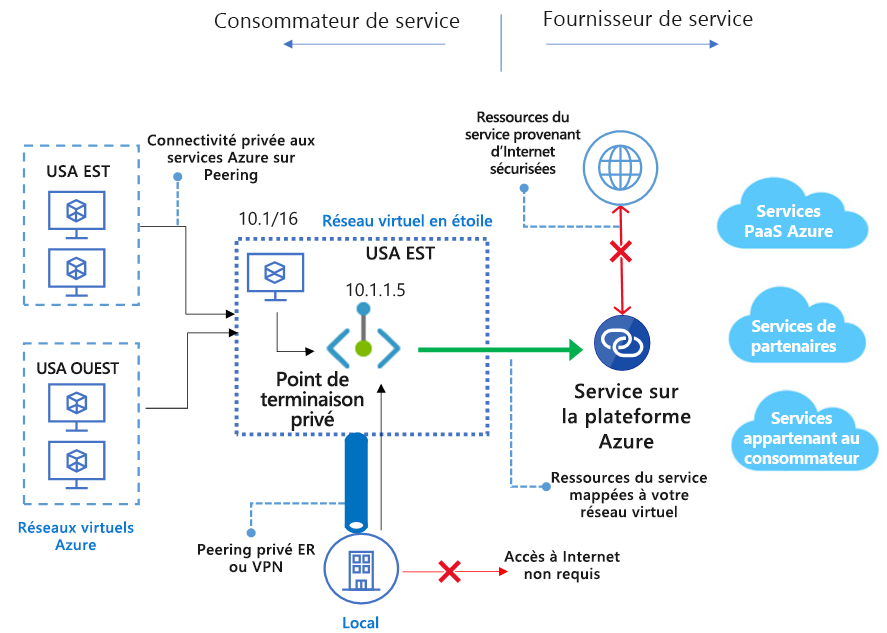 Consommateur de service
Fournisseur de service
Ressources du
service provenant
d'Internet
sécurisées
Connectivité privée aux
services Azure sur
Peering
USA EST
10.1/16
Réseau virtuel en étoile
USA EST
10.1.1.5
Services
PaaS Azure
Services de
partenaires
USA OUEST
Point de
terminaison
privé
Service sur
la plateforme
Azure
Services
appartenant au
consommateur
Ressources du service
mappées à votre
réseau virtuel
Réseaux virtuels
Azure
Peering privé ER
ou VPN
Accès à Internet
non requis
Local